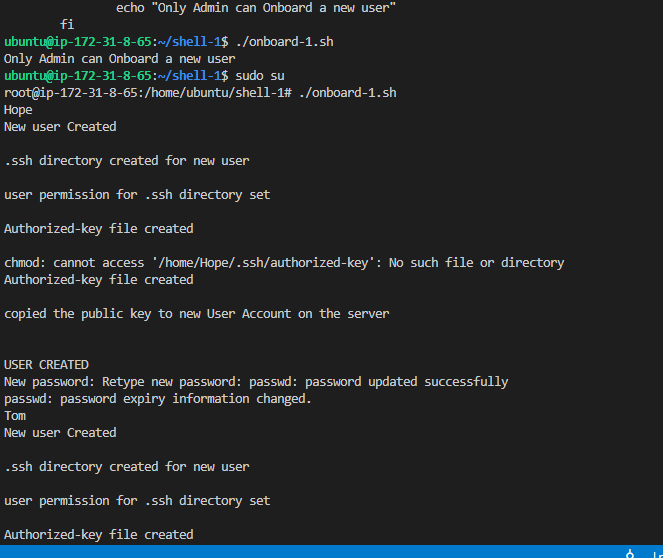 echo "Only Admin can Onboard a new user"
fi
ubuntu@ip-172-31-8-65:~/shell-1$ ./onboard-1.sh
Only Admin can Onboard a new user
ubuntu@ip-172-31-8-65:~/shell-1$ sudo su
root@ip-172-31-8-65:/home/ubuntu/shell-1# ./onboard-1.sh
Hope
New user Created
.ssh directory created for new user
user permission for .ssh directory set
Authorized-key file created
chmod: cannot access '/home/Hope/.ssh/authorized-key': No such file or directory
Authorized-key file created
copied the public key to new User Account on the server
USER CREATED
New password: Retype new password: passwd: password updated successfully
passwd: password expiry information changed.
Tom
New user Created
.ssh directory created for new user
user permission for .ssh directory set
Authorized-key file created